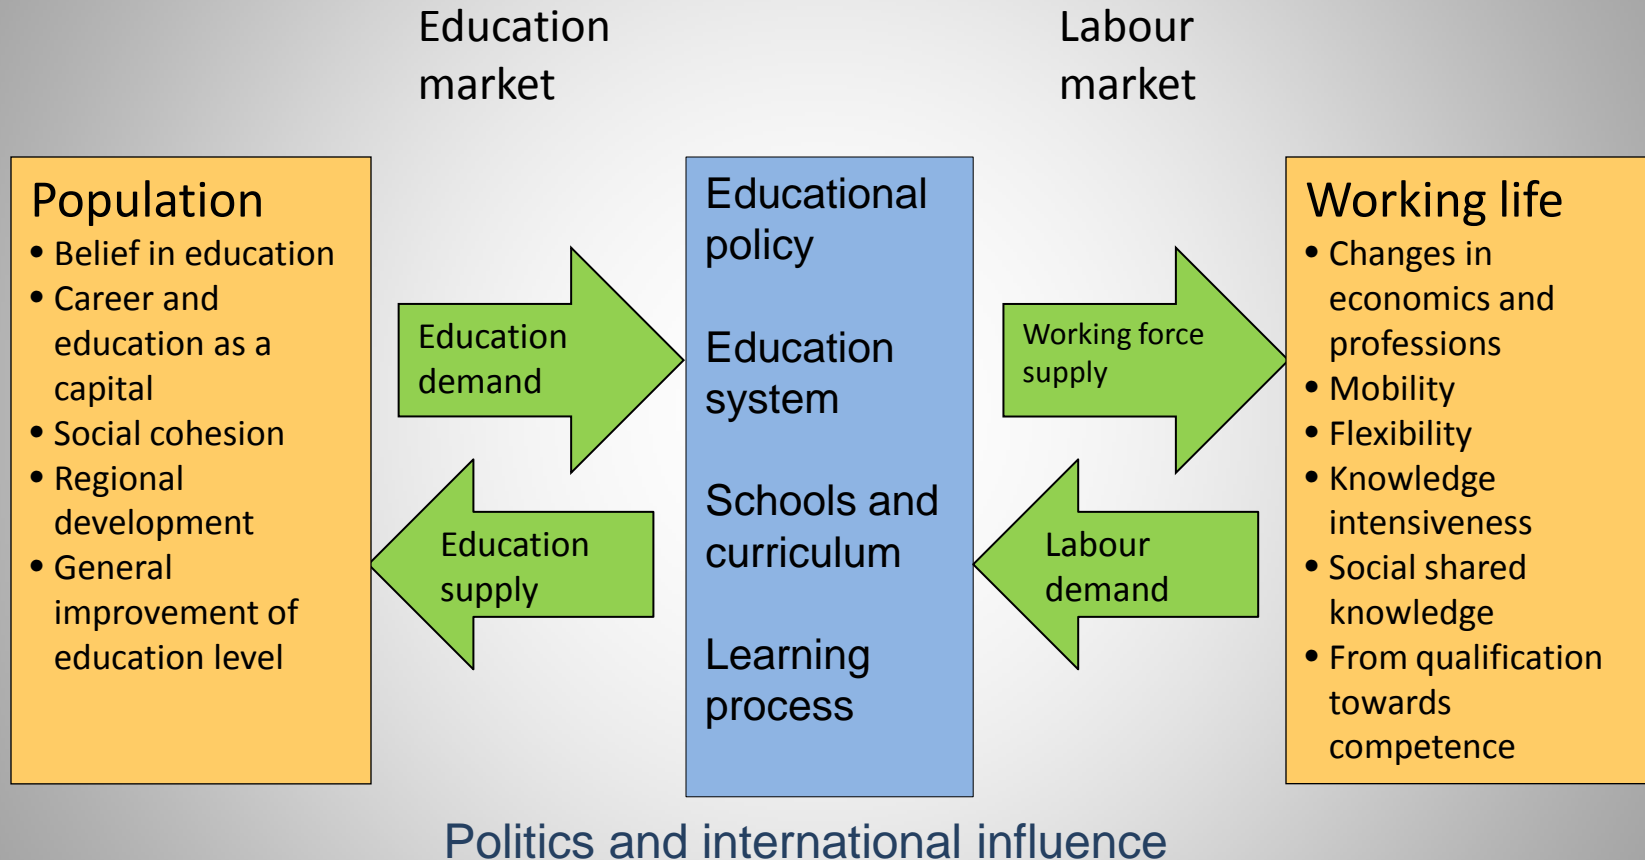 Education
market
Labour
market
Population
• Belief in education
• Career and
education as a
capital
• Social cohesion
• Regional
development
• General
improvement of
education level
Education
demand
Education
supply
Educational
policy
Education
system
Schools and
curriculum
Learning
process
Working force
supply
Labour
demand
Working life
• Changes in
economics and
professions
• Mobility
• Flexibility
• Knowledge
intensiveness
• Social shared
knowledge
• From qualification
towards
competence
Politics and international influence